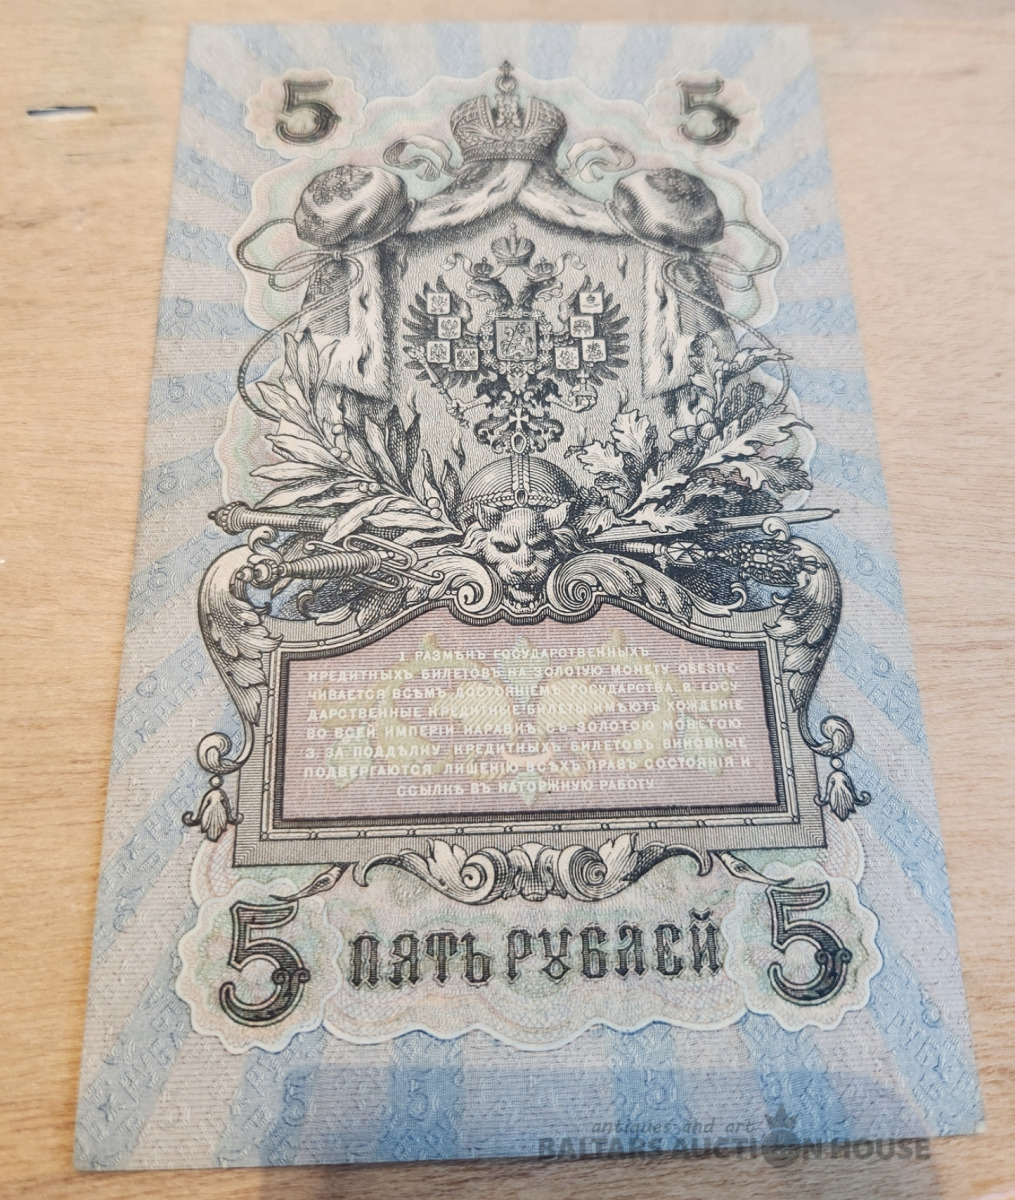 5 5
1 РАЗМѢНЪ ГОСУДАРСТВЕННЫХЪ
КРЕДИТНЫХЪ БИЛЕТОВЪ НА ЗОЛОТУЮ МОНЕТУ ОБЕЗПЕ-
ЧИВАЕТСЯ ВСѢМЪ ДОСТОЯНІЕМЪ ГОСУДАРСТВА. 2. ГОСУ
ДАРСТВЕННЫЕ КРЕДИТНЫЕ БИЛЕТЫ ИМѢЮТЪ ХОЖДЕНІЕ
ВО ВСЕЙ ИМПЕРІИ НАРАВНѢ СЪ ЗОЛОТОЮ МОНЕТОЮ
3. ЗА ПОДДѢЛКУ КРЕДИТНЫХЪ БИЛЕТОВЪ ВИНОВНЫЕ
ПОДВЕРГАЮТСЯ ЛИШЕНІЮ ВСѢХЪ ПРАВЪ СОСТОЯНІЯ И
ССЫЛКѢ ВЪ КАТОРЖНУЮ РАБОТУ
5 ПЯТЬ РУБЛЕЙ 5
antiques and art
BALTARS AUCTION HOUSE